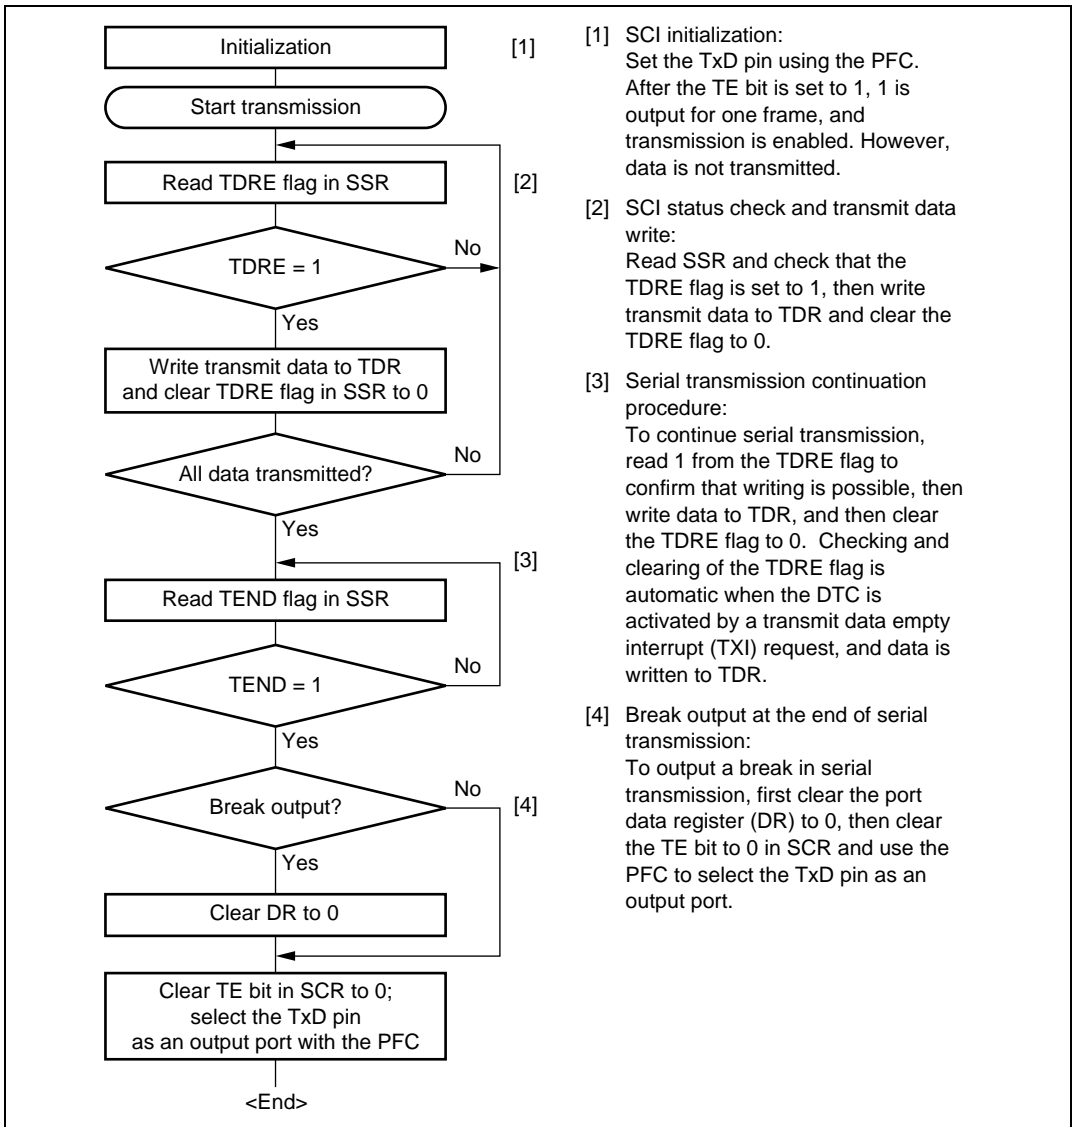 Initialization
[1]
Start transmission
Read TDRE flag in SSR
[2]
TDRE = 1
No
Yes
Write transmit data to TDR
and clear TDRE flag in SSR to 0
All data transmitted?
No
Yes
[3]
Read TEND flag in SSR
TEND = 1
No
Yes
Break output?
No
[4]
Yes
Clear DR to 0
Clear TE bit in SCR to 0;
select the TxD pin
as an output port with the PFC
<End>
[1] SCI initialization:
Set the TxD pin using the PFC.
After the TE bit is set to 1, 1 is
output for one frame, and
transmission is enabled. However,
data is not transmitted.
[2] SCI status check and transmit data
write:
Read SSR and check that the
TDRE flag is set to 1, then write
transmit data to TDR and clear the
TDRE flag to 0.
[3] Serial transmission continuation
procedure:
To continue serial transmission,
read 1 from the TDRE flag to
confirm that writing is possible, then
write data to TDR, and then clear
the TDRE flag to 0. Checking and
clearing of the TDRE flag is
automatic when the DTC is
activated by a transmit data empty
interrupt (TXI) request, and data is
written to TDR.
[4] Break output at the end of serial
transmission:
To output a break in serial
transmission, first clear the port
data register (DR) to 0, then clear
the TE bit to 0 in SCR and use the
PFC to select the TxD pin as an
output port.